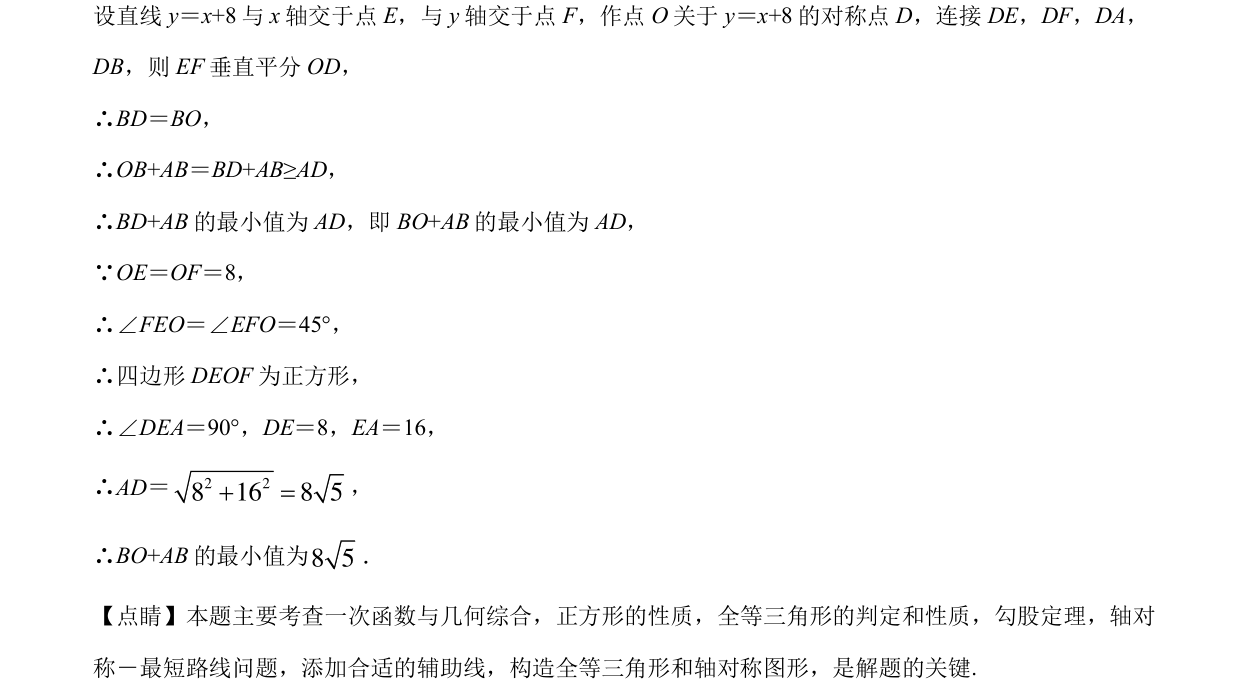 设直线 y＝x+8 与 x 轴交于点 E，与 y 轴交于点 F，作点 O 关于 y＝x+8 的对称点 D，连接 DE，DF，DA，
DB，则 EF 垂直平分 OD，
∴BD＝BO，
∴OB+AB＝BD+AB≥AD，
∴BD+AB 的最小值为 AD，即 BO+AB 的最小值为 AD，
∵OE＝OF＝8，
∴∠FEO＝∠EFO＝45°，
∴四边形 DEOF 为正方形，
∴∠DEA＝90°，DE＝8，EA＝16，
∴AD＝√(8²+16²)＝8√5，
∴BO+AB 的最小值为8√5．
【点睛】本题主要考查一次函数与几何综合，正方形的性质，全等三角形的判定和性质，勾股定理，轴对
称－最短路线问题，添加合适的辅助线，构造全等三角形和轴对称图形，是解题的关键.